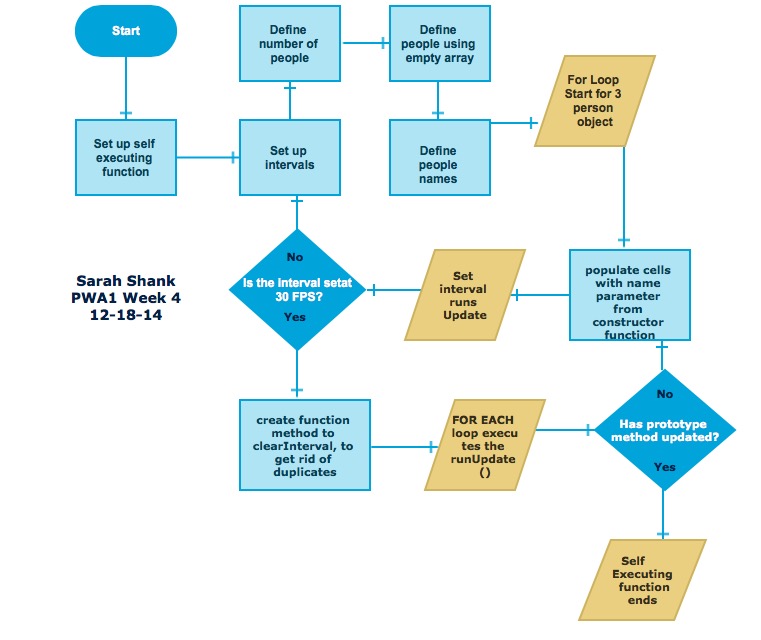 Start
Set up self
executing
function
Set up
intervals
Define
number of
people
Define
people using
empty array
Define
people
names
For Loop
Start for 3
person
object
populate cells
with name
parameter
from
constructor
function
Set
interval
runs
Update
No
Is the interval setat
30 FPS?
Yes
Sarah Shank
PWA1 Week 4
12-18-14
create function
method to
clearInterval, to
get rid of
duplicates
FOR EACH
loop execu
tes the
runUpdate
()
No
Has prototype
method updated?
Yes
Self
Executing
function
ends